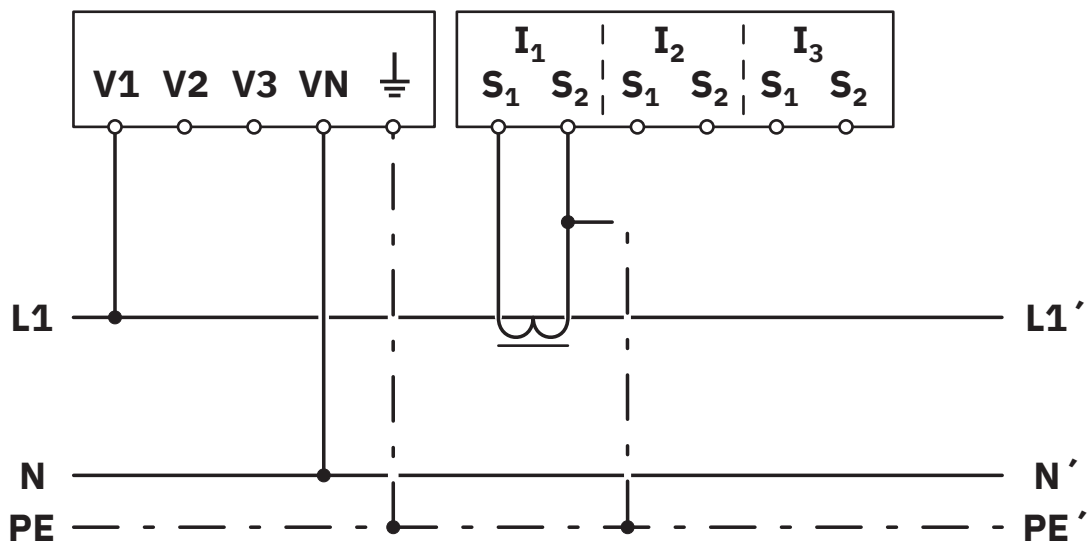 I₁ I₂ I₃
V1 V2 V3 VN S₁ S₂ S₁ S₂ S₁ S₂
L1 L1´
N N´
PE PE´